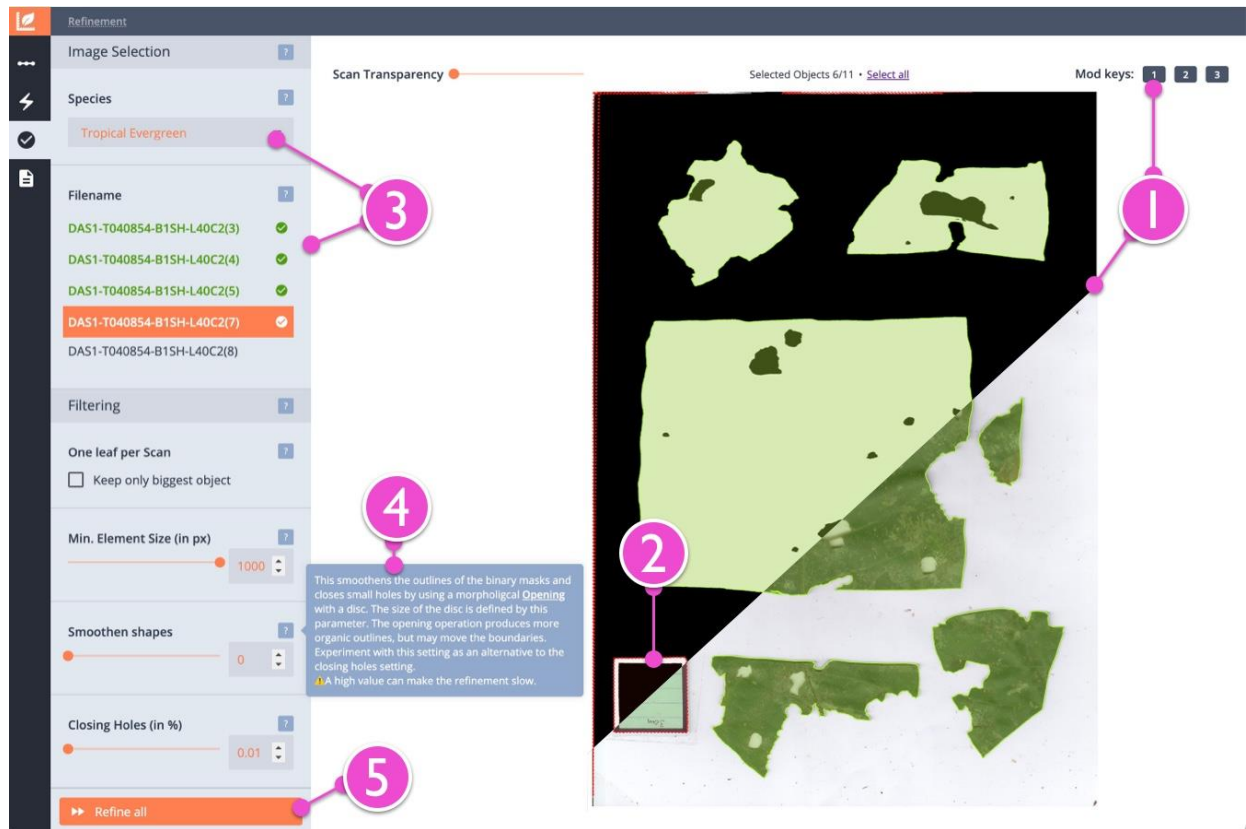 Refinement
Image Selection ?
Species ?
Tropical Evergreen
Filename ?
DAS1-T040854-B1SH-L40C2(3)
DAS1-T040854-B1SH-L40C2(4)
DAS1-T040854-B1SH-L40C2(5)
DAS1-T040854-B1SH-L40C2(7)
DAS1-T040854-B1SH-L40C2(8)
Filtering ?
One leaf per Scan ?
Keep only biggest object
Min. Element Size (in px) ?
1000
Smoothen shapes ?
0
Closing Holes (in %) ?
0.01
Refine all
This smoothens the outlines of the binary masks and
closes small holes by using a morpholigcal Opening
with a disc. The size of the disc is defined by this
parameter. The opening operation produces more
organic outlines, but may move the boundaries.
Experiment with this setting as an alternative to the
closing holes setting.
⚠A high value can make the refinement slow.
Scan Transparency
Selected Objects 6/11 • Select all
Mod keys: 1 2 3
1
2
3
4
5